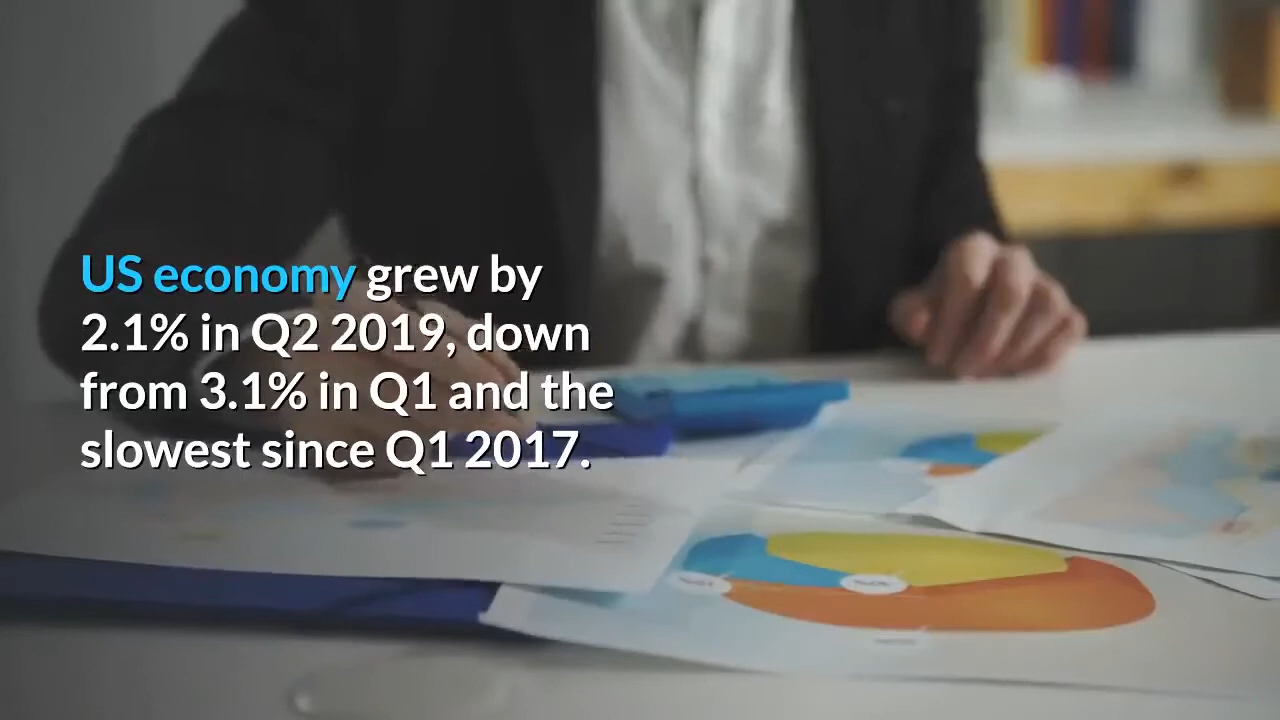 US economy grew by
2.1% in Q2 2019, down
from 3.1% in Q1 and the
slowest since Q1 2017.